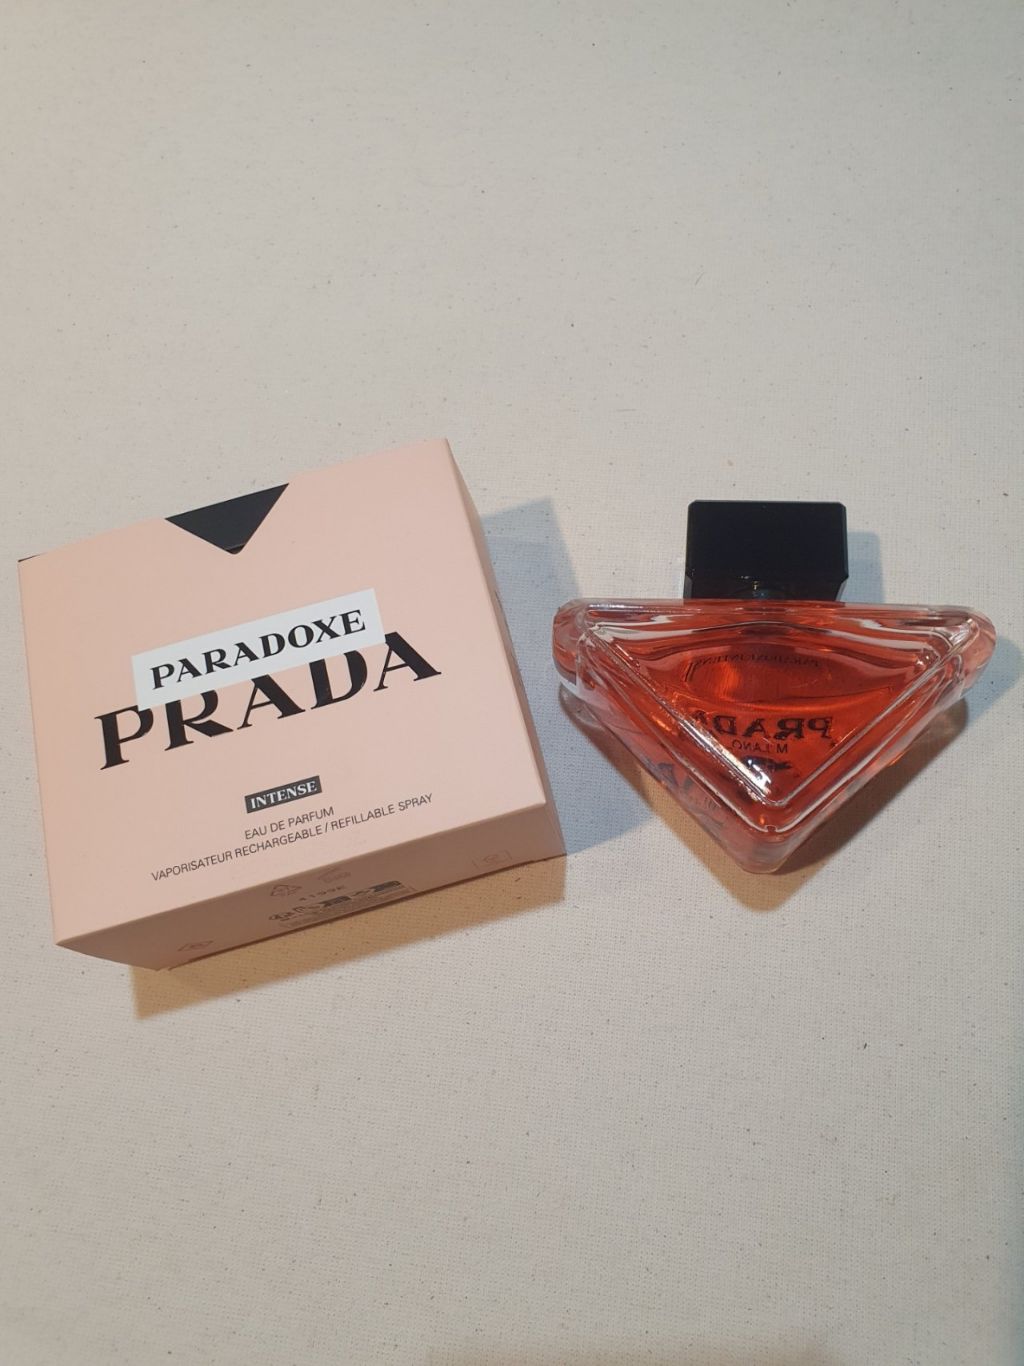 PARADOXE
PRADA
INTENSE
EAU DE PARFUM
VAPORISATEUR RECHARGEABLE / REFILLABLE SPRAY
PRADA
MILANO